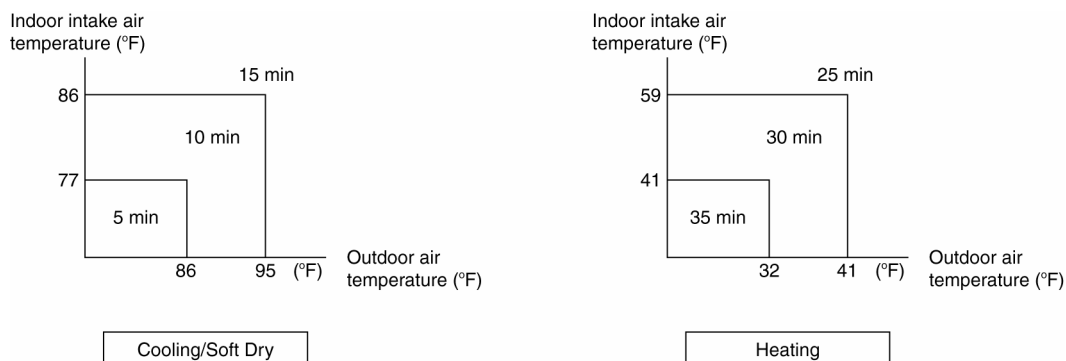 Indoor intake air
temperature (°F)
15 min
86
10 min
77
5 min
86 95 (°F)
Outdoor air
temperature (°F)
Cooling/Soft Dry
Indoor intake air
temperature (°F)
25 min
59
30 min
41
35 min
32 41 (°F)
Outdoor air
temperature (°F)
Heating